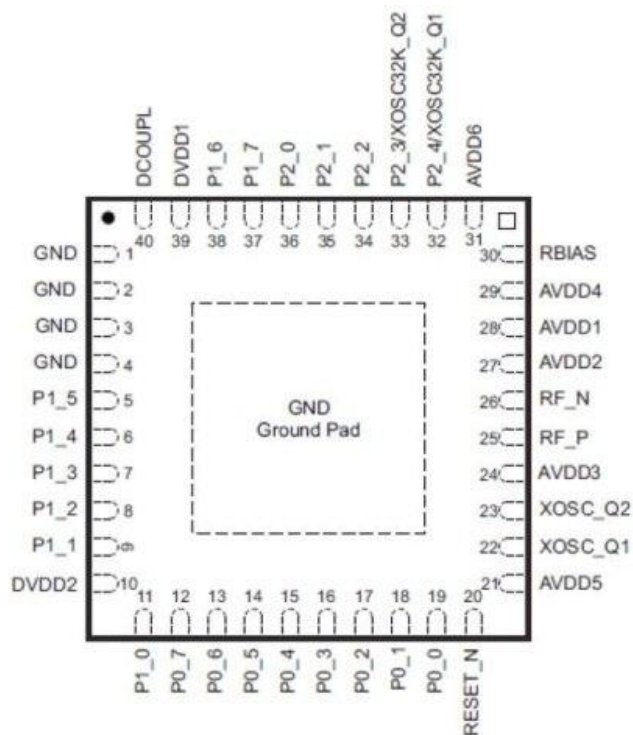 DCOUPL
DVDD1
P1_6
P1_7
P2_0
P2_1
P2_2
P2_3/XOSC32K_Q2
P2_4/XOSC32K_Q1
AVDD6
40 39 38 37 36 35 34 33 32 31
GND 1
GND 2
GND 3
GND 4
P1_5 5
P1_4 6
P1_3 7
P1_2 8
P1_1 9
DVDD2 10
GND
Ground Pad
30 RBIAS
29 AVDD4
28 AVDD1
27 AVDD2
26 RF_N
25 RF_P
24 AVDD3
23 XOSC_Q2
22 XOSC_Q1
21 AVDD5
11 12 13 14 15 16 17 18 19 20
P1_0
P0_7
P0_6
P0_5
P0_4
P0_3
P0_2
P0_1
P0_0
RESET_N